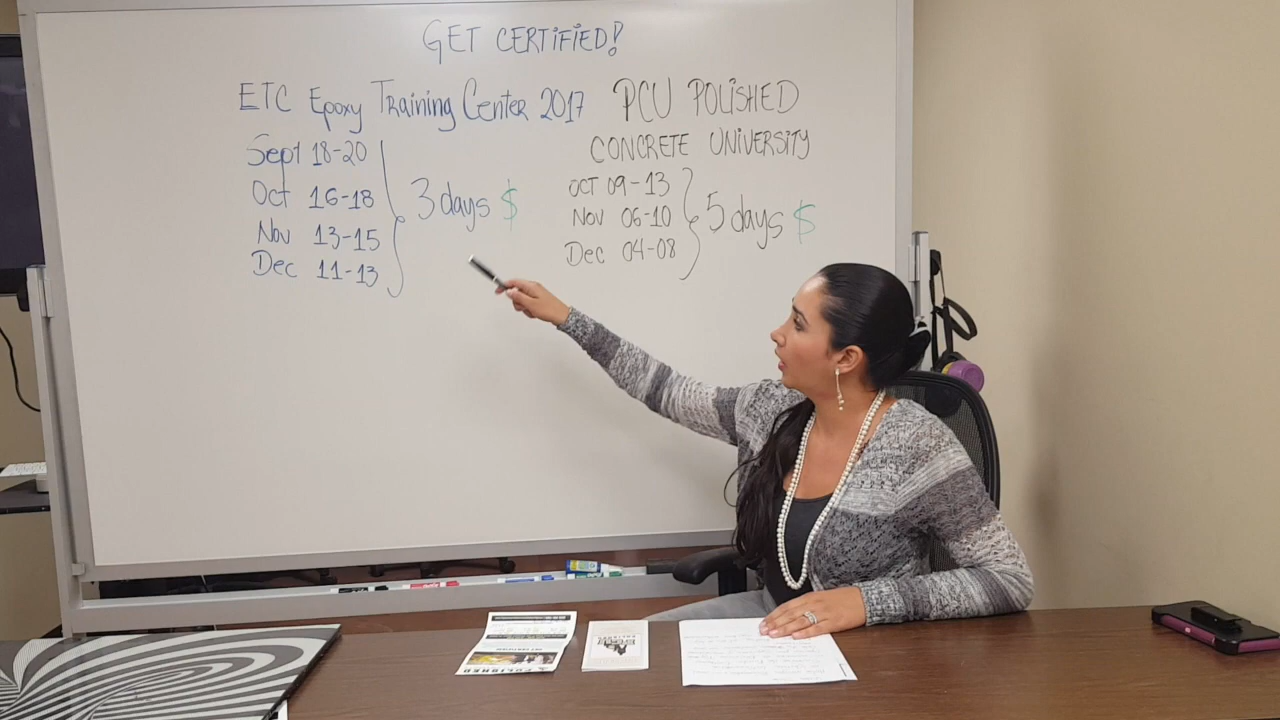 GET CERTIFIED!
ETC Epoxy Training Center 2017
Sept 18-20
Oct 16-18
Nov 13-15
Dec 11-13
3 days $
PCU POLISHED
CONCRETE UNIVERSITY
OCT 09-13
Nov 06-10
Dec 04-08
5 days $
POLISHED